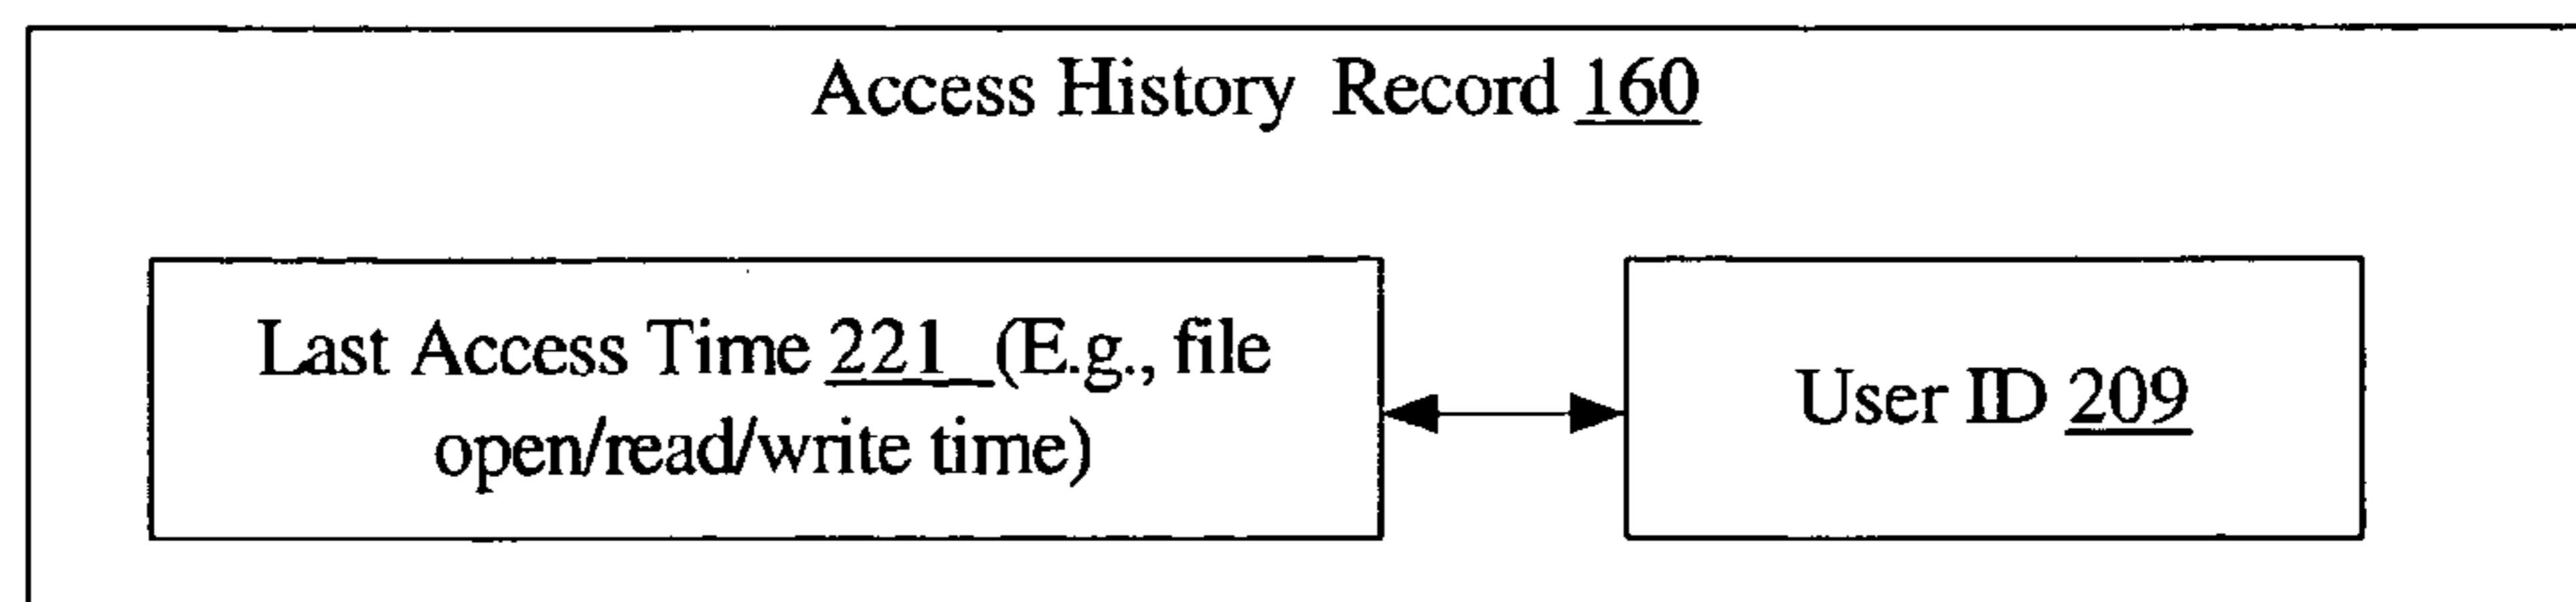 Access History Record 160
Last Access Time 221 (E.g., file
open/read/write time)
User ID 209